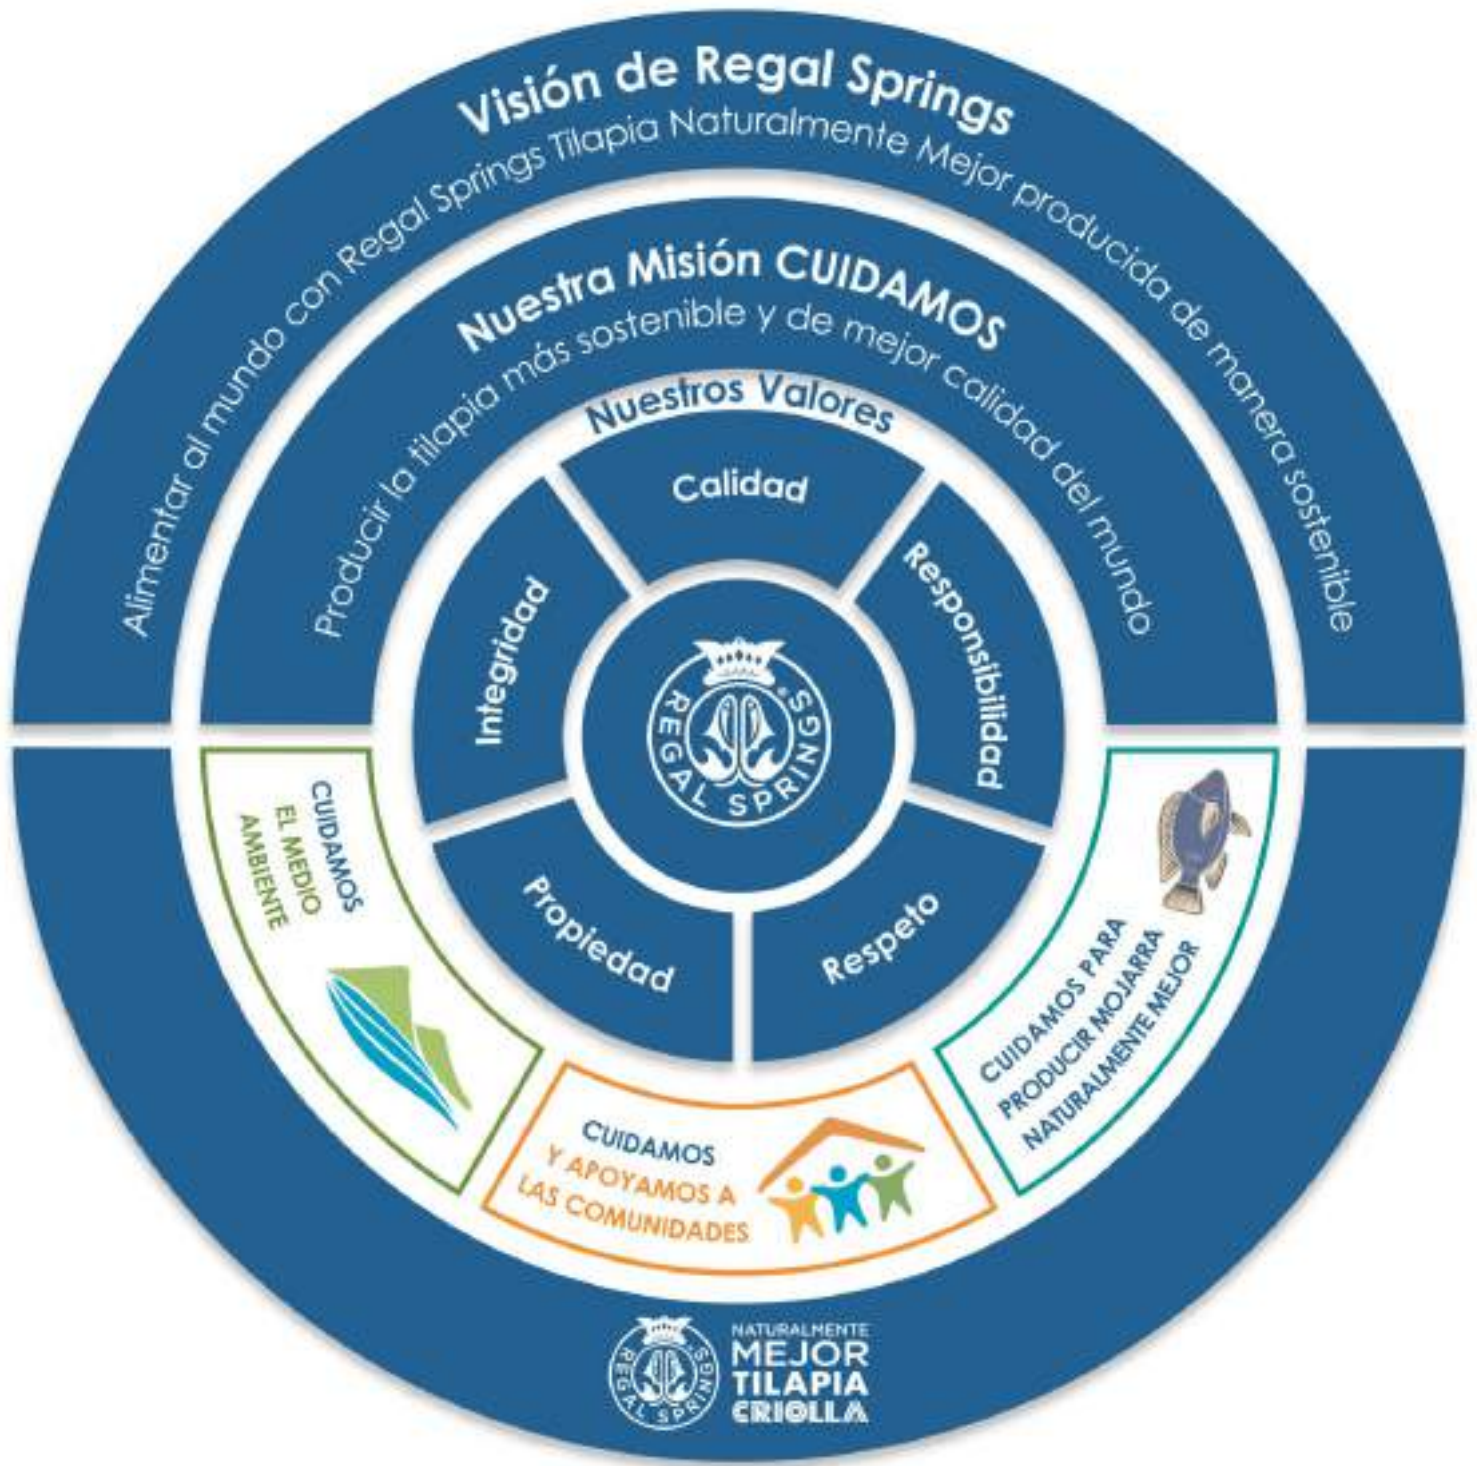 Visión de Regal Springs
Alimentar al mundo con Regal Springs Tilapia Naturalmente Mejor producida de manera sostenible
Nuestra Misión CUIDAMOS
Producir la tilapia más sostenible y de mejor calidad del mundo
Nuestros Valores
Calidad
Integridad
Responsibilidad
Propiedad
Respeto
REGAL SPRINGS®
CUIDAMOS
EL MEDIO
AMBIENTE
CUIDAMOS
Y APOYAMOS A
LAS COMUNIDADES
CUIDAMOS PARA
PRODUCIR MOJARRA
NATURALMENTE MEJOR
REGAL SPRINGS
NATURALMENTE
MEJOR
TILAPIA
CRIOLLA